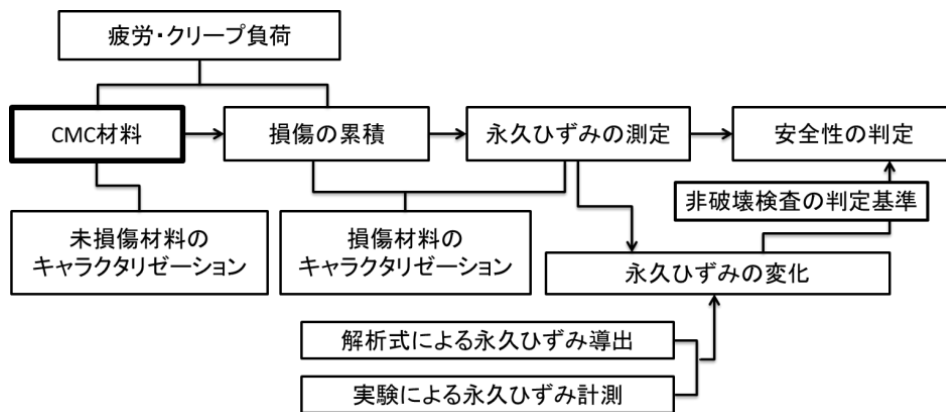 疲労・クリープ負荷
CMC材料
損傷の累積
永久ひずみの測定
安全性の判定
非破壊検査の判定基準
未損傷材料の
キャラクタリゼーション
損傷材料の
キャラクタリゼーション
永久ひずみの変化
解析式による永久ひずみ導出
実験による永久ひずみ計測